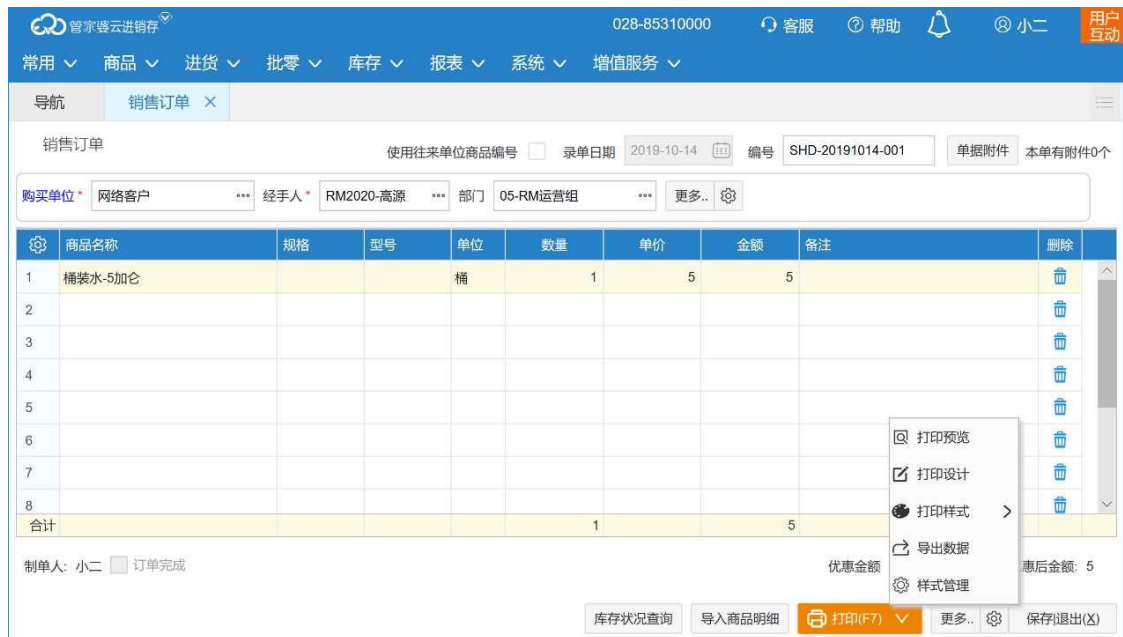 管家婆云进销存 028-85310000 客服 帮助 小二 用户互动
常用 商品 进货 批零 库存 报表 系统 增值服务
导航 销售订单
销售订单 使用往来单位商品编号 录单日期 2019-10-14 编号 SHD-20191014-001 单据附件 本单有附件0个
购买单位* 网络客户 ... 经手人* RM2020-高源 ... 部门 05-RM运营组 ... 更多..
商品名称 规格 型号 单位 数量 单价 金额 备注 删除
1 桶装水-5加仑 桶 1 5 5
2
3
4
5
6 打印预览
7 打印设计
8 打印样式
合计 1 5
导出数据
制单人: 小二 订单完成 优惠金额 惠后金额: 5
样式管理
库存状况查询 导入商品明细 打印(F7) 更多.. 保存|退出(X)